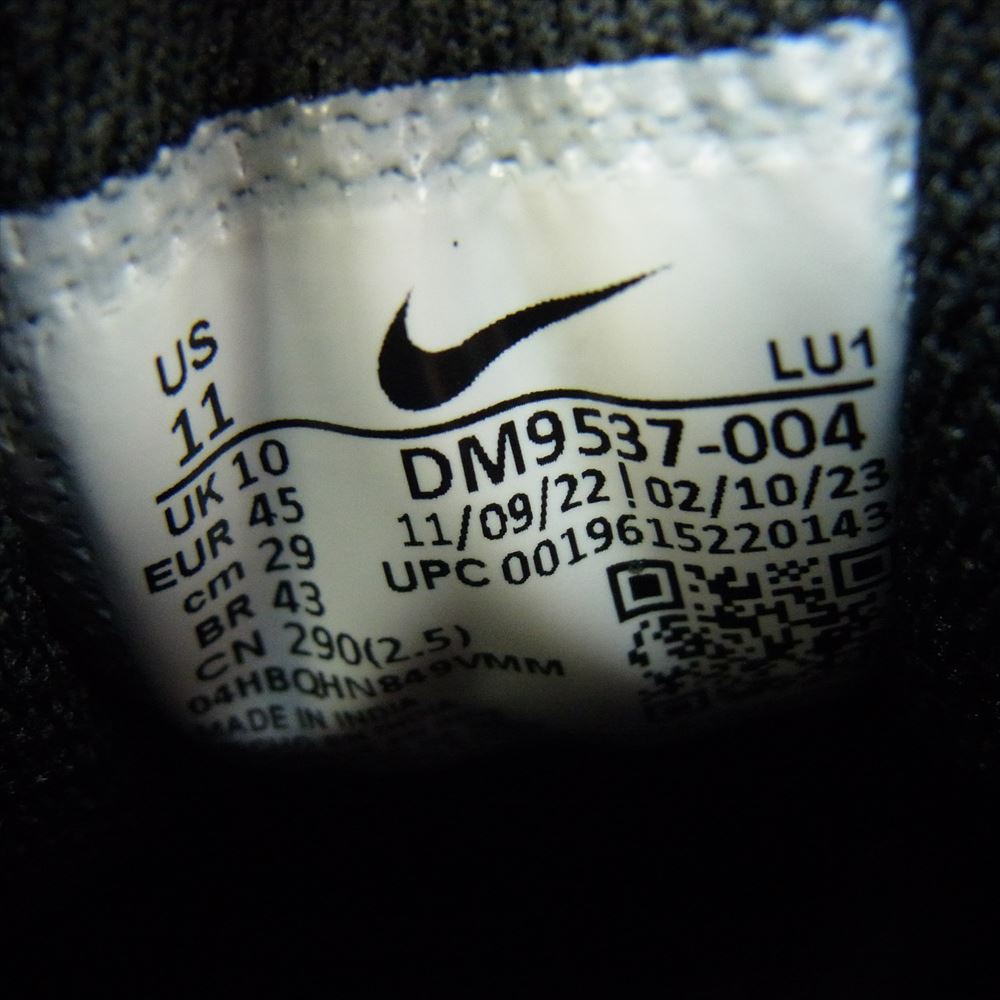 US
11
LU1
UK 10
EUR 45
cm 29
BR 43
CN 290(2.5)
DM9537-004
11/09/22 ! 02/10/23
UPC 0019615220143
04HBQHN849VMM
MADE IN INDIA